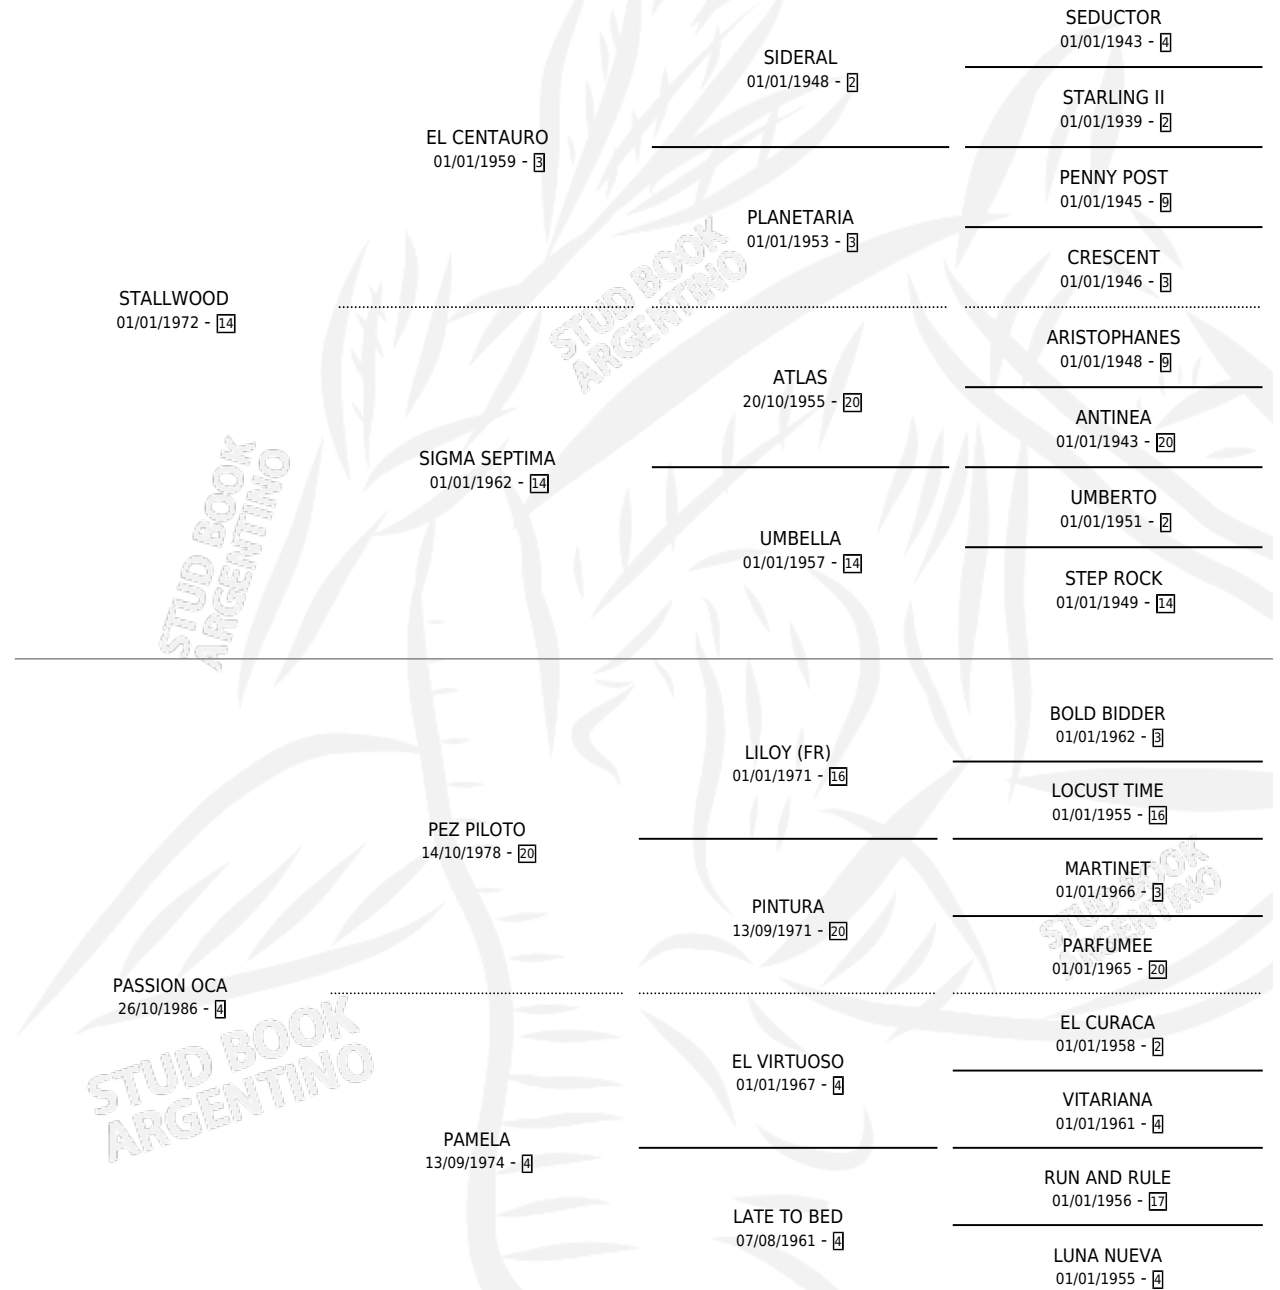 SEDUCTOR
01/01/1943 - 4
SIDERAL
01/01/1948 - 2
STARLING II
01/01/1939 - 2
EL CENTAURO
01/01/1959 - 3
PENNY POST
01/01/1945 - 9
PLANETARIA
01/01/1953 - 3
CRESCENT
01/01/1946 - 3
STALLWOOD
01/01/1972 - 14
STUD BOOK
ARGENTINO
ARISTOPHANES
01/01/1948 - 9
ATLAS
20/10/1955 - 20
ANTINEA
01/01/1943 - 20
SIGMA SEPTIMA
01/01/1962 - 14
UMBERTO
01/01/1951 - 2
UMBELLA
01/01/1957 - 14
STEP ROCK
01/01/1949 - 14
STUD BOOK
ARGENTINO
BOLD BIDDER
01/01/1962 - 3
LILOY (FR)
01/01/1971 - 16
LOCUST TIME
01/01/1955 - 16
PEZ PILOTO
14/10/1978 - 20
MARTINET
01/01/1966 - 3
PINTURA
13/09/1971 - 20
PARFUMEE
01/01/1965 - 20
STUD BOOK
ARGENTINO
PASSION OCA
26/10/1986 - 4
EL CURACA
01/01/1958 - 2
EL VIRTUOSO
01/01/1967 - 4
VITARIANA
01/01/1961 - 4
STUD BOOK
ARGENTINO
PAMELA
13/09/1974 - 4
RUN AND RULE
01/01/1956 - 17
LATE TO BED
07/08/1961 - 4
LUNA NUEVA
01/01/1955 - 4